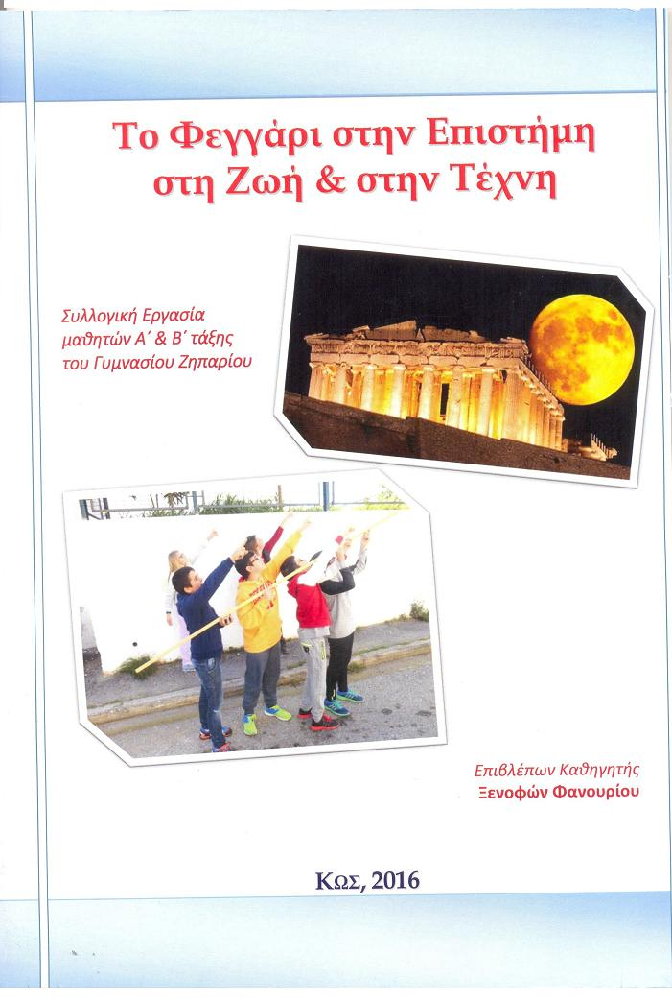 Το Φεγγάρι στην Επιστήμη
στη Ζωή & στην Τέχνη
Συλλογική Εργασία
μαθητών Α΄ & Β΄ τάξης
του Γυμνασίου Ζηπαρίου
Επιβλέπων Καθηγητής
Ξενοφών Φανουρίου
Κως, 2016